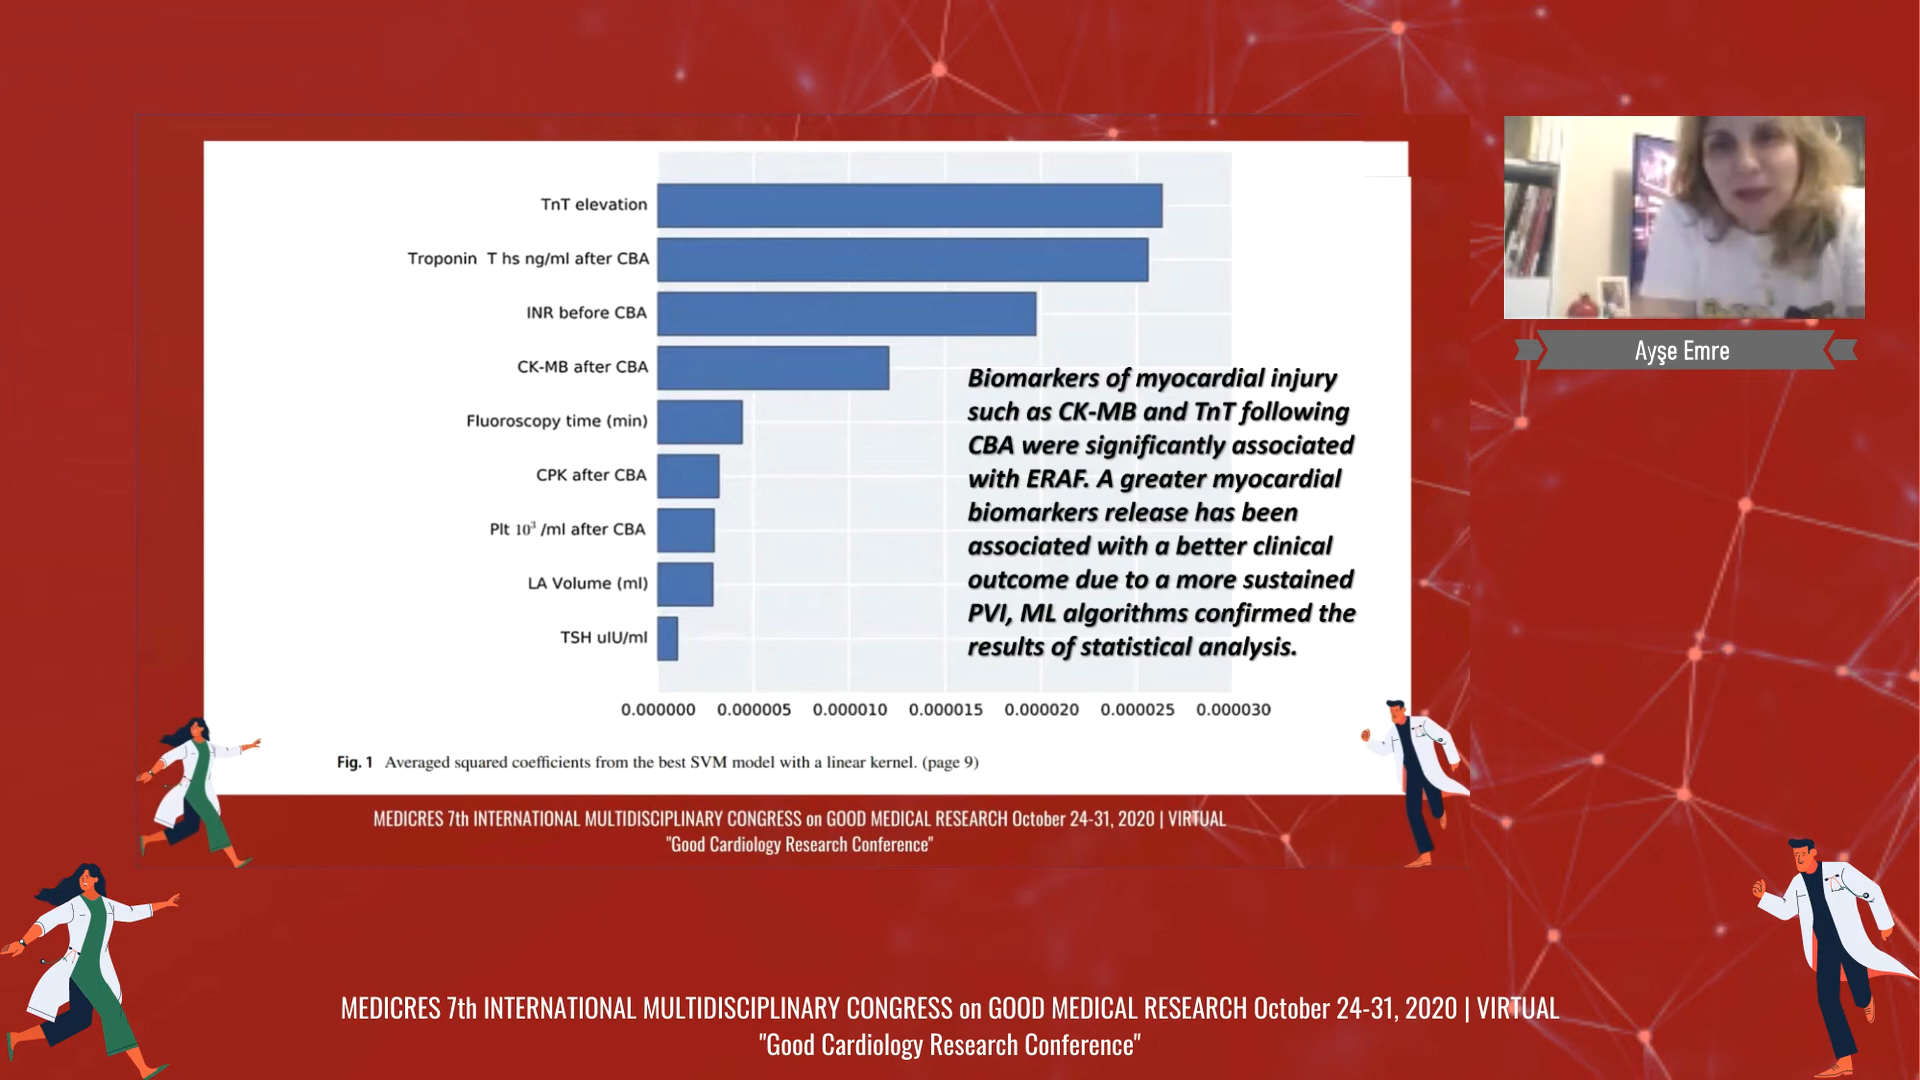 TnT elevation
Troponin T hs ng/ml after CBA
INR before CBA
CK-MB after CBA
Fluoroscopy time (min)
CPK after CBA
Plt 10³ /ml after CBA
LA Volume (ml)
TSH uIU/ml
0.000000 0.000005 0.000010 0.000015 0.000020 0.000025 0.000030
Biomarkers of myocardial injury
such as CK-MB and TnT following
CBA were significantly associated
with ERAF. A greater myocardial
biomarkers release has been
associated with a better clinical
outcome due to a more sustained
PVI, ML algorithms confirmed the
results of statistical analysis.
Fig. 1 Averaged squared coefficients from the best SVM model with a linear kernel. (page 9)
MEDICRES 7th INTERNATIONAL MULTIDISCIPLINARY CONGRESS on GOOD MEDICAL RESEARCH October 24-31, 2020 | VIRTUAL
"Good Cardiology Research Conference"
Ayşe Emre
MEDICRES 7th INTERNATIONAL MULTIDISCIPLINARY CONGRESS on GOOD MEDICAL RESEARCH October 24-31, 2020 | VIRTUAL
"Good Cardiology Research Conference"